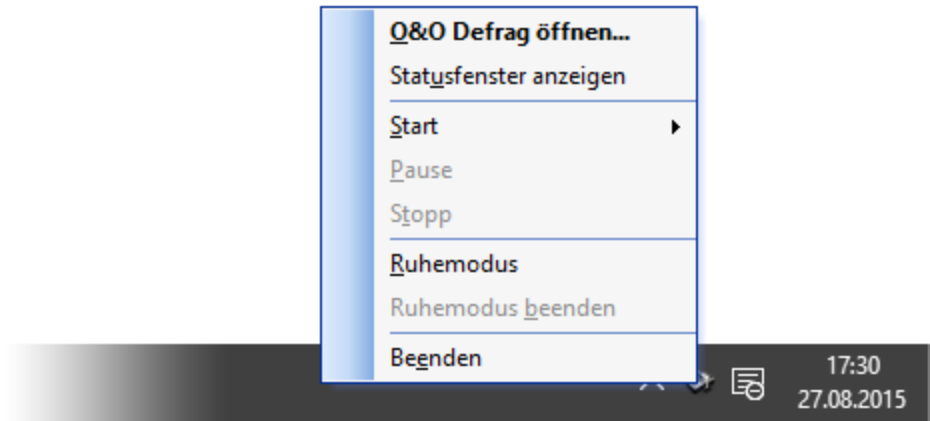 O&O Defrag öffnen...
Statusfenster anzeigen
Start
Pause
Stopp
Ruhemodus
Ruhemodus beenden
Beenden
17:30
27.08.2015